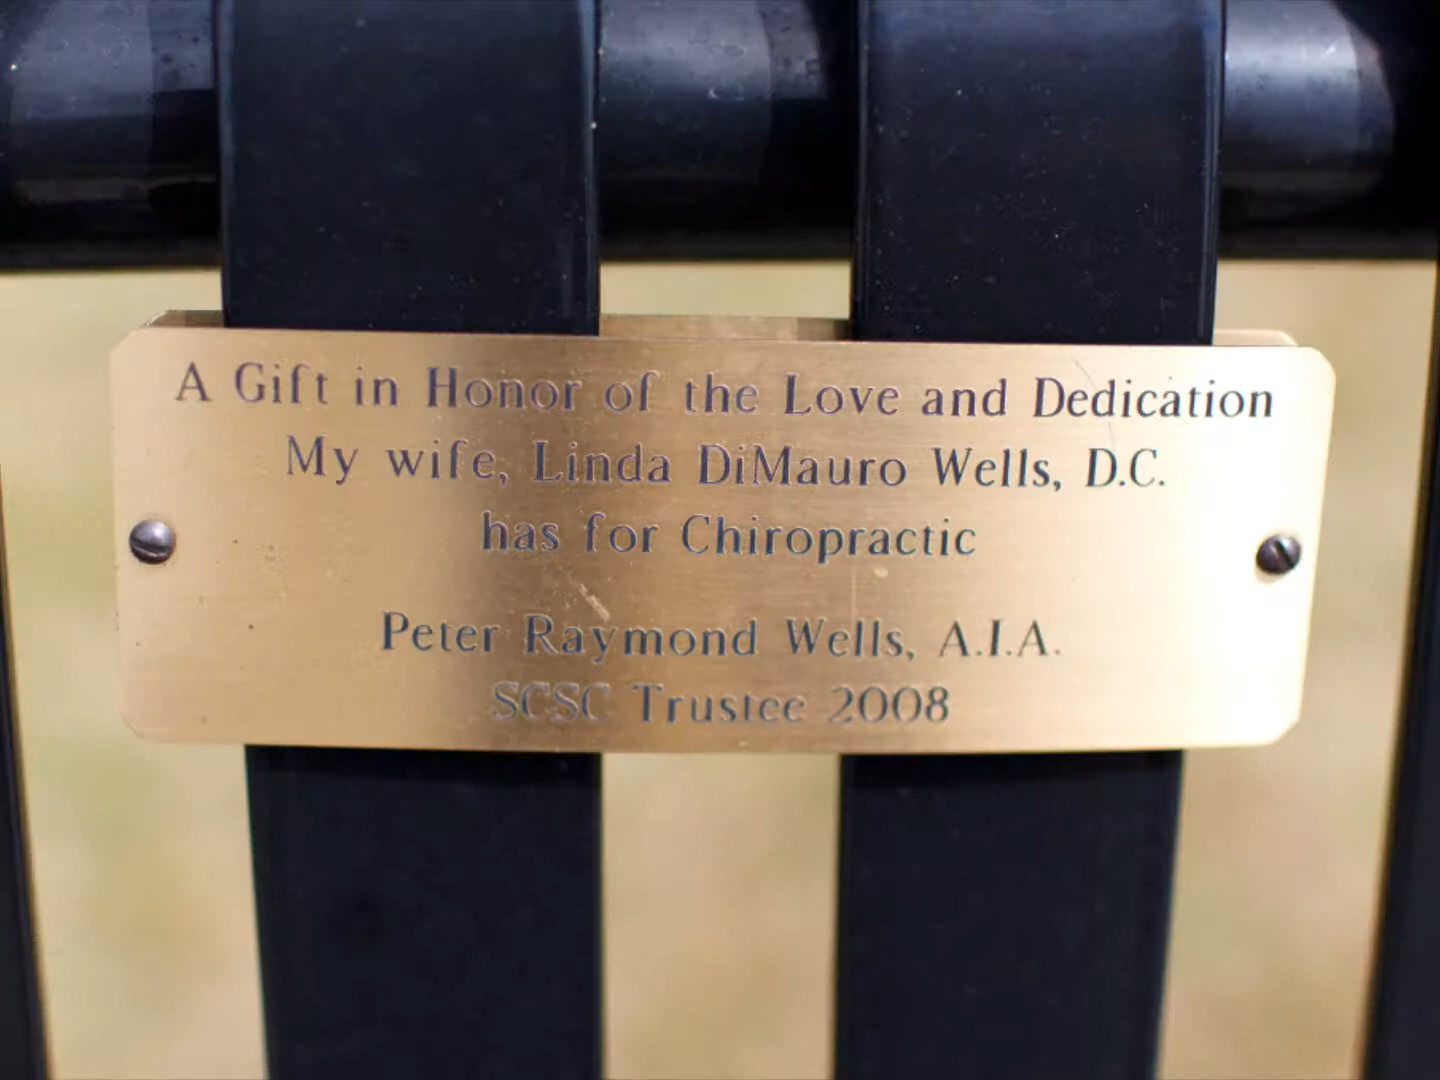 A Gift in Honor of the Love and Dedication
My wife, Linda DiMauro Wells, D.C.
has for Chiropractic
Peter Raymond Wells, A.I.A.
SCSC Trustee 2008